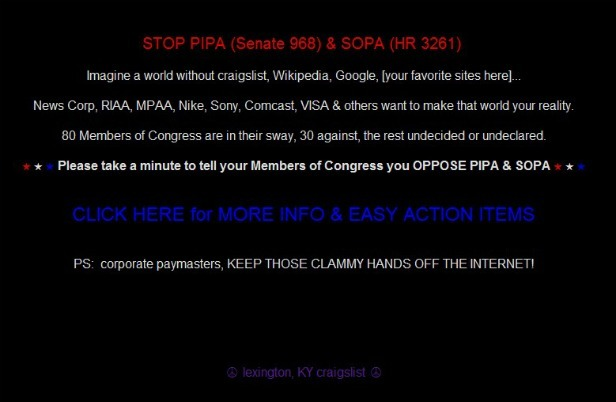 STOP PIPA (Senate 968) & SOPA (HR 3261)
Imagine a world without craigslist, Wikipedia, Google, [your favorite sites here]...
News Corp, RIAA, MPAA, Nike, Sony, Comcast, VISA & others want to make that world your reality.
80 Members of Congress are in their sway, 30 against, the rest undecided or undeclared.
★ ★ ★ Please take a minute to tell your Members of Congress you OPPOSE PIPA & SOPA ★ ★ ★
CLICK HERE for MORE INFO & EASY ACTION ITEMS
PS: corporate paymasters, KEEP THOSE CLAMMY HANDS OFF THE INTERNET!
☮ lexington, KY craigslist ☮